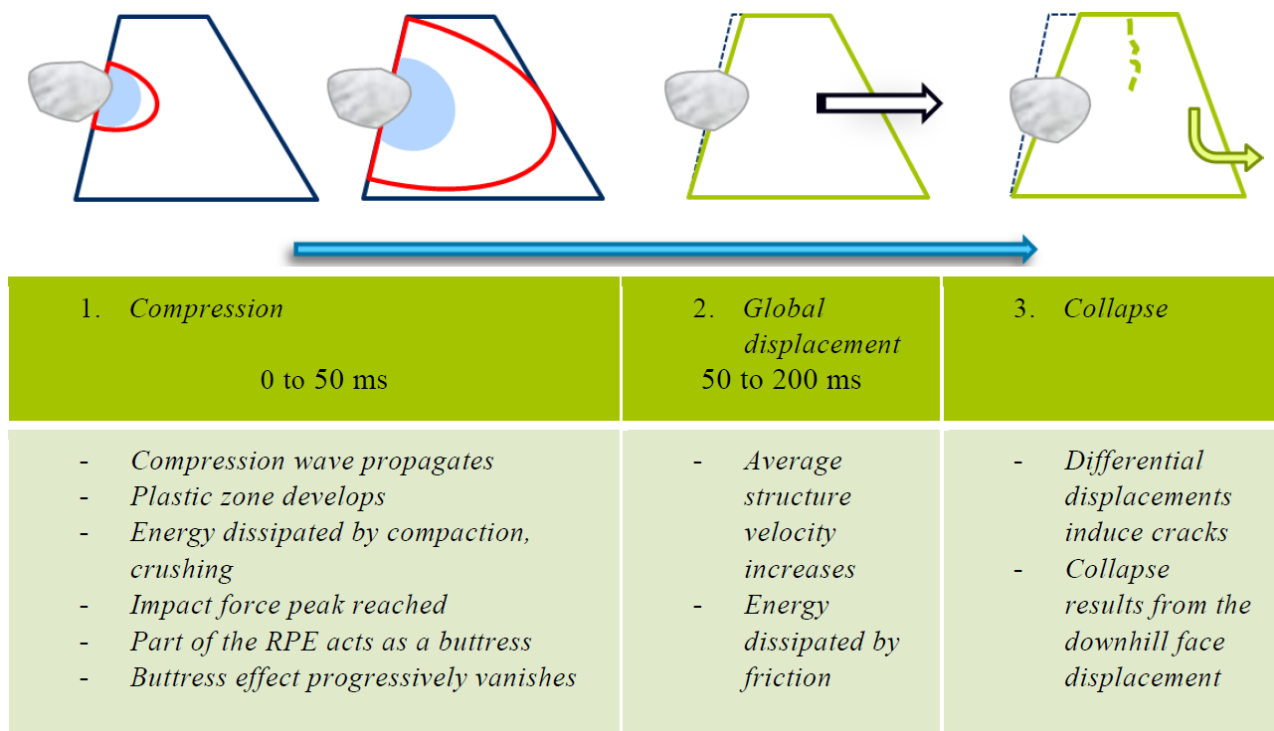 1. Compression
0 to 50 ms
2. Global
displacement
50 to 200 ms
3. Collapse
- Compression wave propagates
- Plastic zone develops
- Energy dissipated by compaction,
crushing
- Impact force peak reached
- Part of the RPE acts as a buttress
- Buttress effect progressively vanishes
- Average
structure
velocity
increases
- Energy
dissipated by
friction
- Differential
displacements
induce cracks
- Collapse
results from the
downhill face
displacement